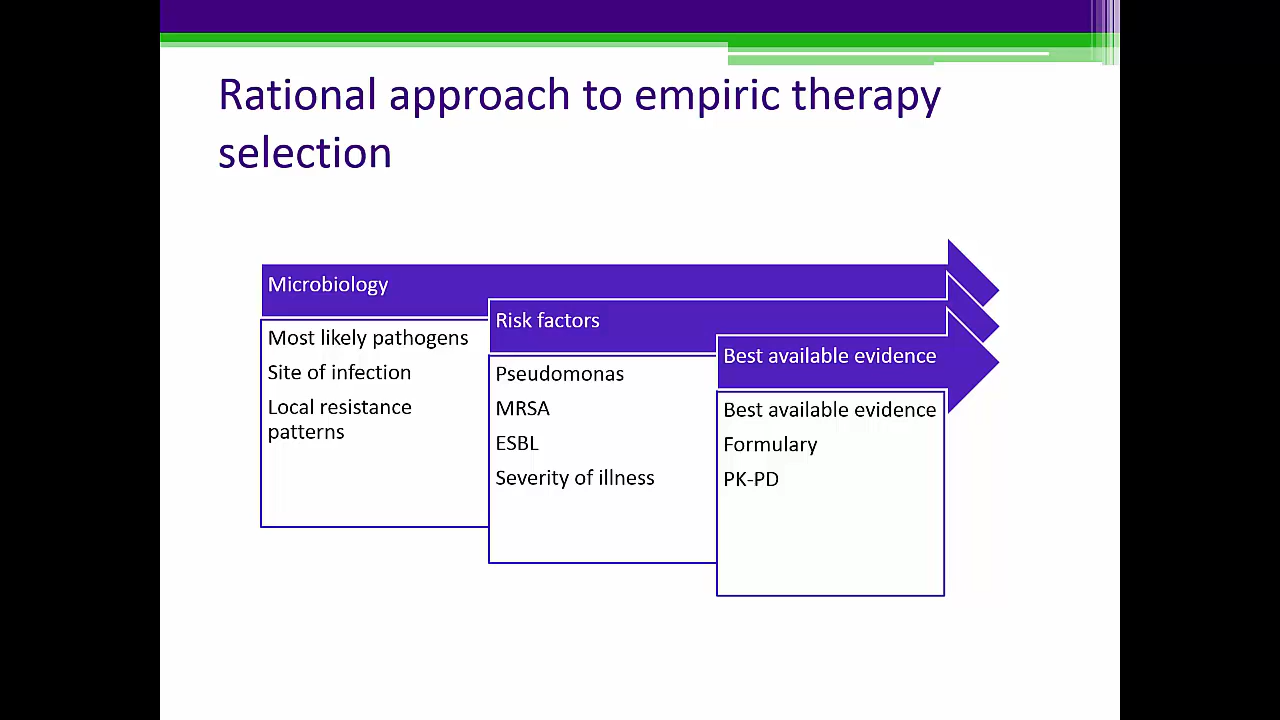 Rational approach to empiric therapy
selection
Microbiology
Most likely pathogens
Site of infection
Local resistance
patterns
Risk factors
Pseudomonas
MRSA
ESBL
Severity of illness
Best available evidence
Best available evidence
Formulary
PK-PD